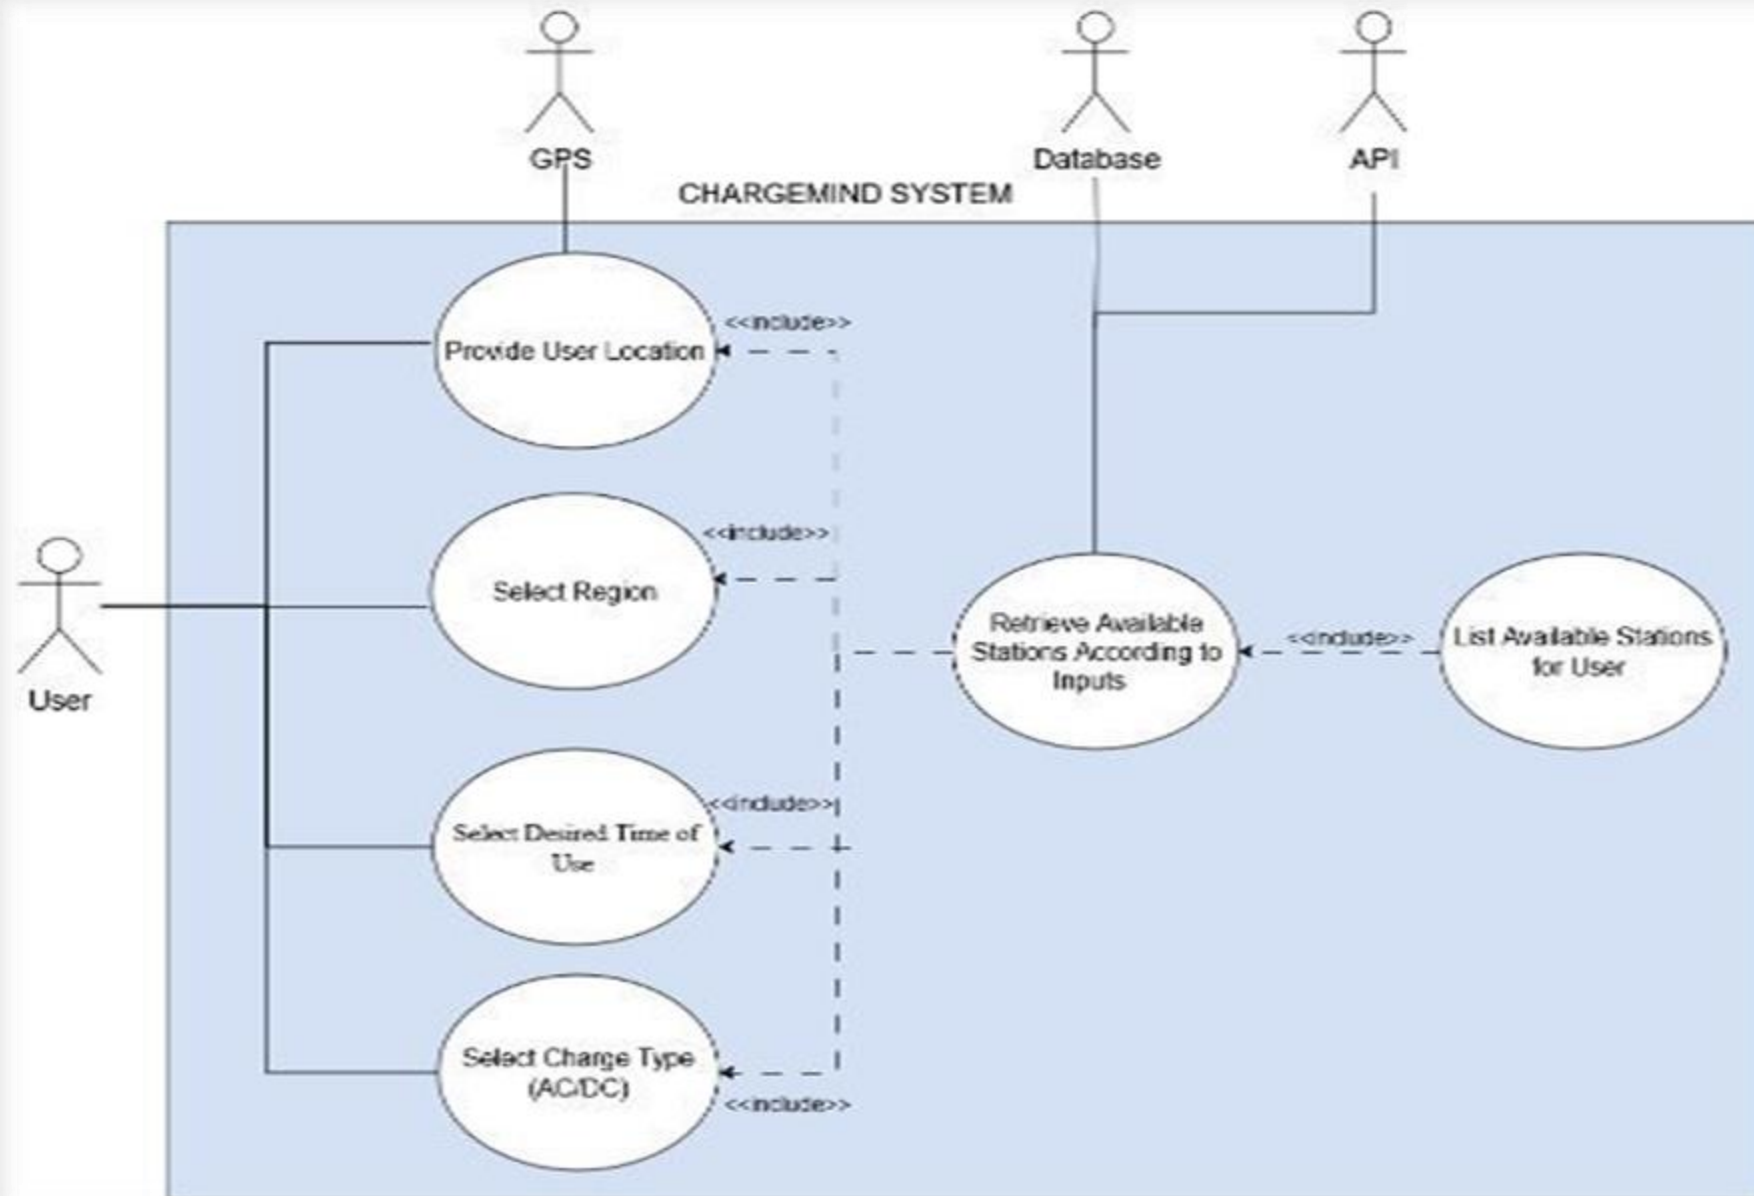 GPS
Database
API
CHARGEMIND SYSTEM
<<include>>
Provide User Location
<<include>>
Select Region
Retrieve Available
Stations According to
Inputs
<<include>>
List Available Stations
for User
User
<<include>>
Select Desired Time of
Use
Select Charge Type
(AC/DC)
<<include>>